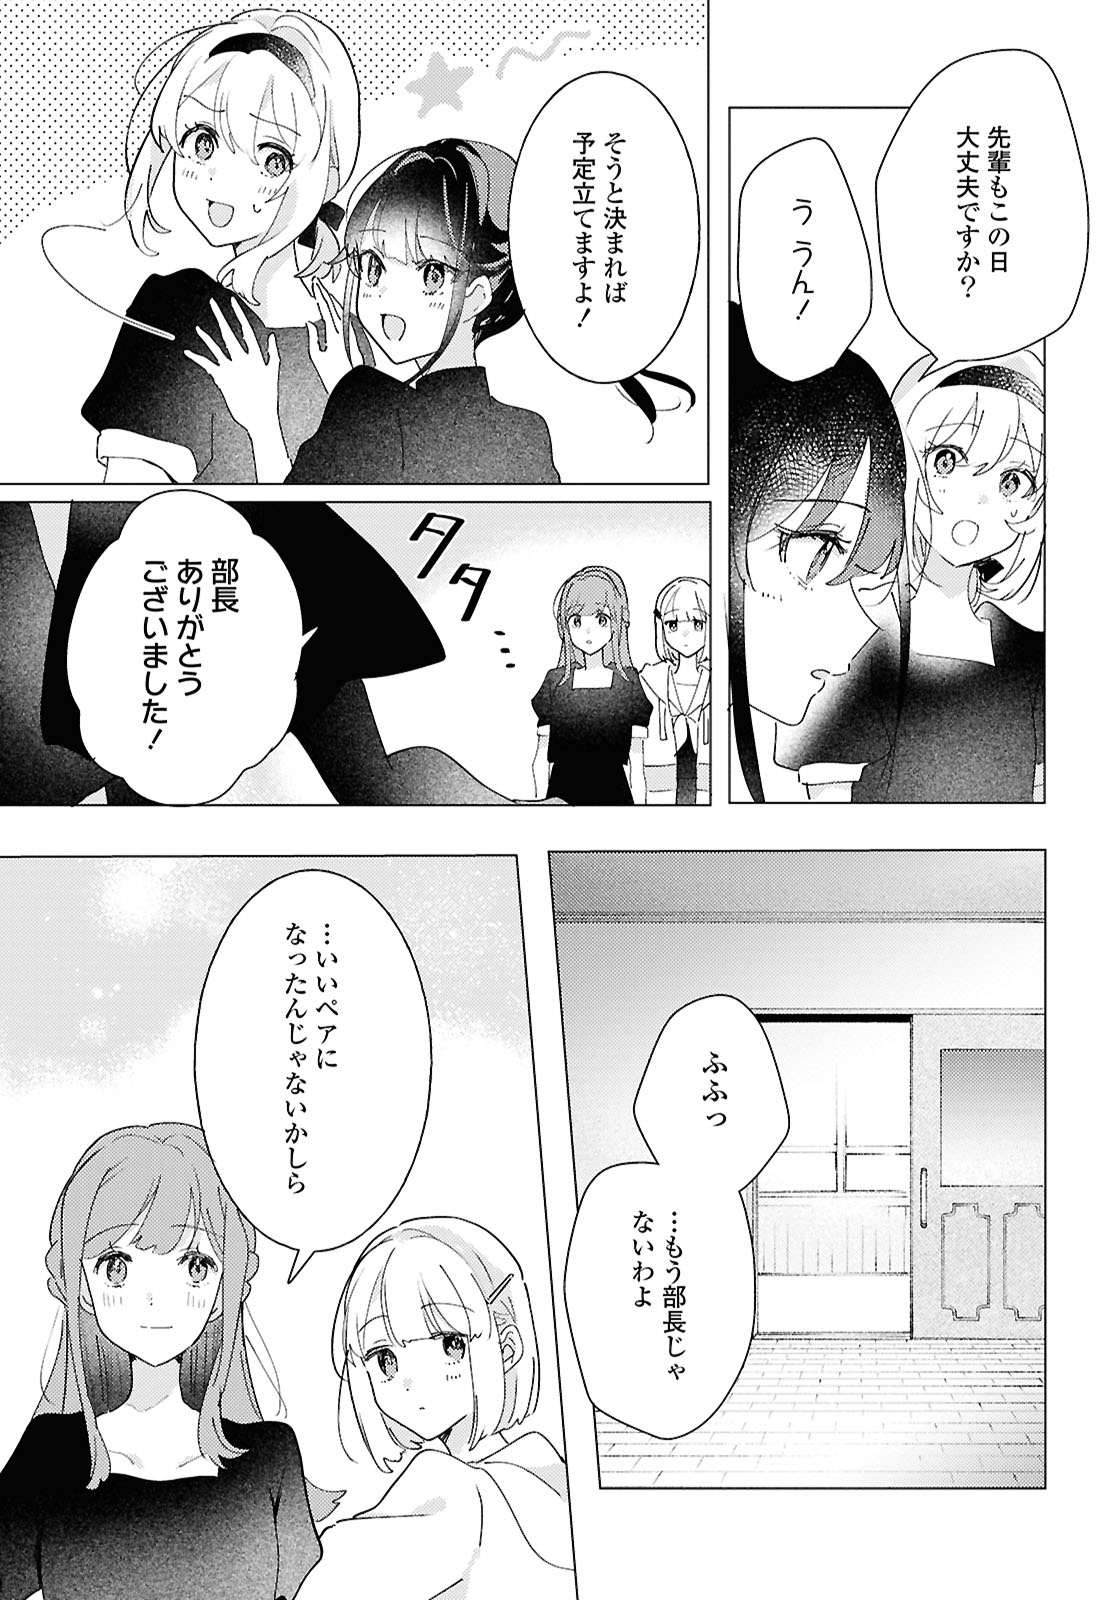 先輩もこの日
大丈夫ですか？
ううん！
そうと決まれば
予定立てますよ！
タタ…
部長
ありがとう
ございました！
ふふっ
…もう部長じゃ
ないわよ
…いいペアに
なったんじゃないかしら